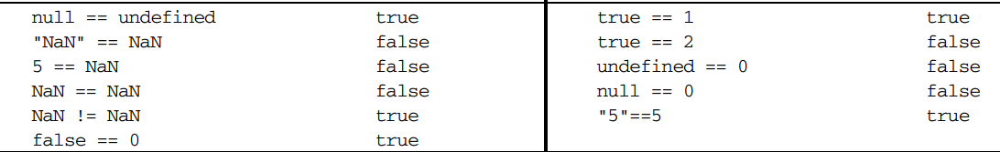 null == undefined true
"NaN" == NaN false
5 == NaN false
NaN == NaN false
NaN != NaN true
false == 0 true
true == 1 true
true == 2 false
undefined == 0 false
null == 0 false
"5"==5 true